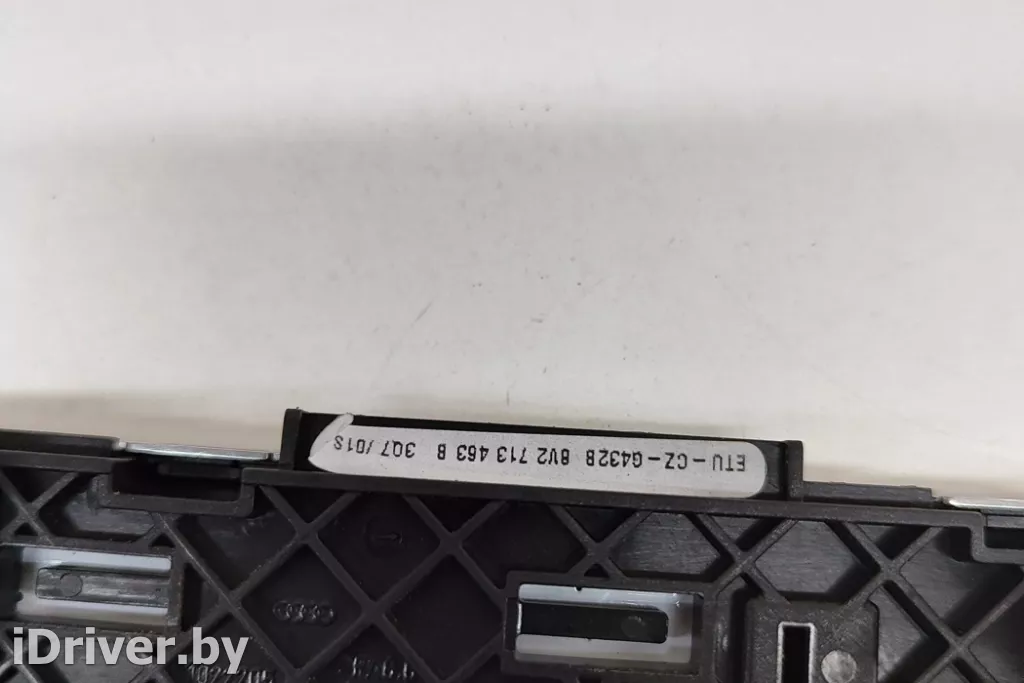 ETU-CZ-G432B 8V2 713 463 B 3Q7 /01S
iDriver.by